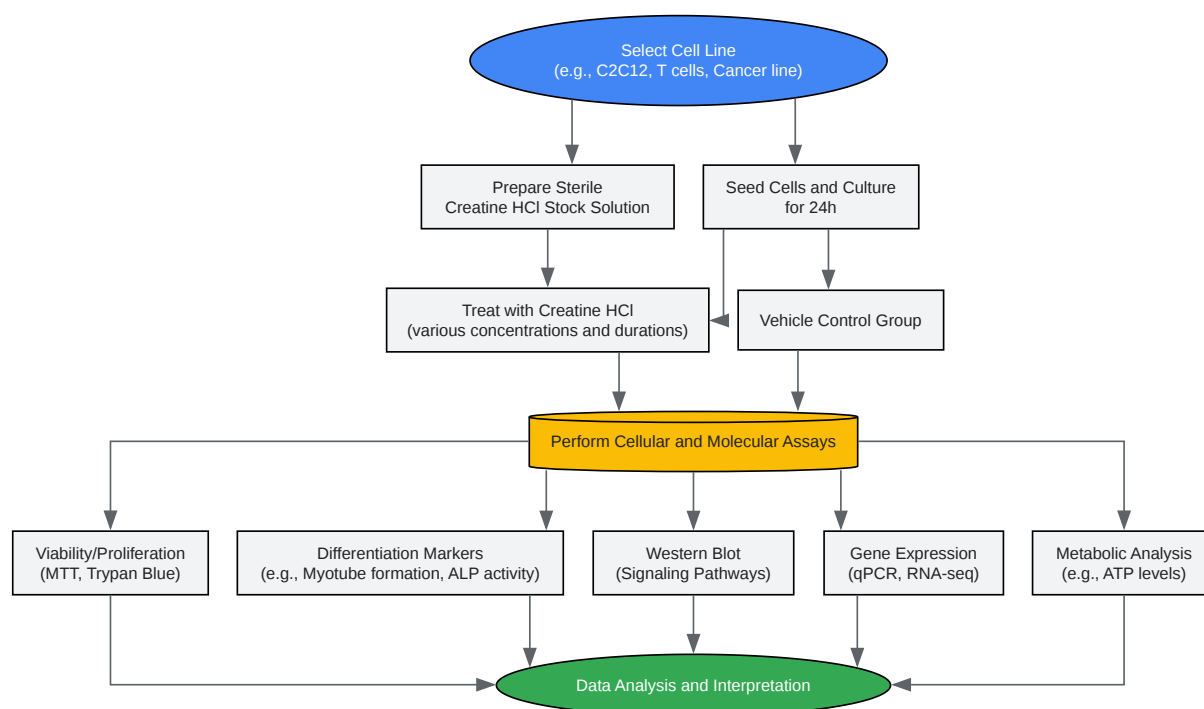 Select Cell Line
(e.g., C2C12, T cells, Cancer line)
Prepare Sterile
Creatine HCl Stock Solution
Seed Cells and Culture
for 24h
Treat with Creatine HCl
(various concentrations and durations)
Vehicle Control Group
Perform Cellular and Molecular Assays
Viability/Proliferation
(MTT, Trypan Blue)
Differentiation Markers
(e.g., Myotube formation, ALP activity)
Western Blot
(Signaling Pathways)
Gene Expression
(qPCR, RNA-seq)
Metabolic Analysis
(e.g., ATP levels)
Data Analysis and Interpretation